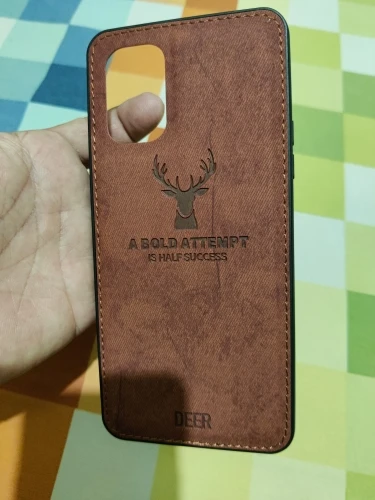 A BOLD ATTEMPT
IS HALF SUCCESS
DEER